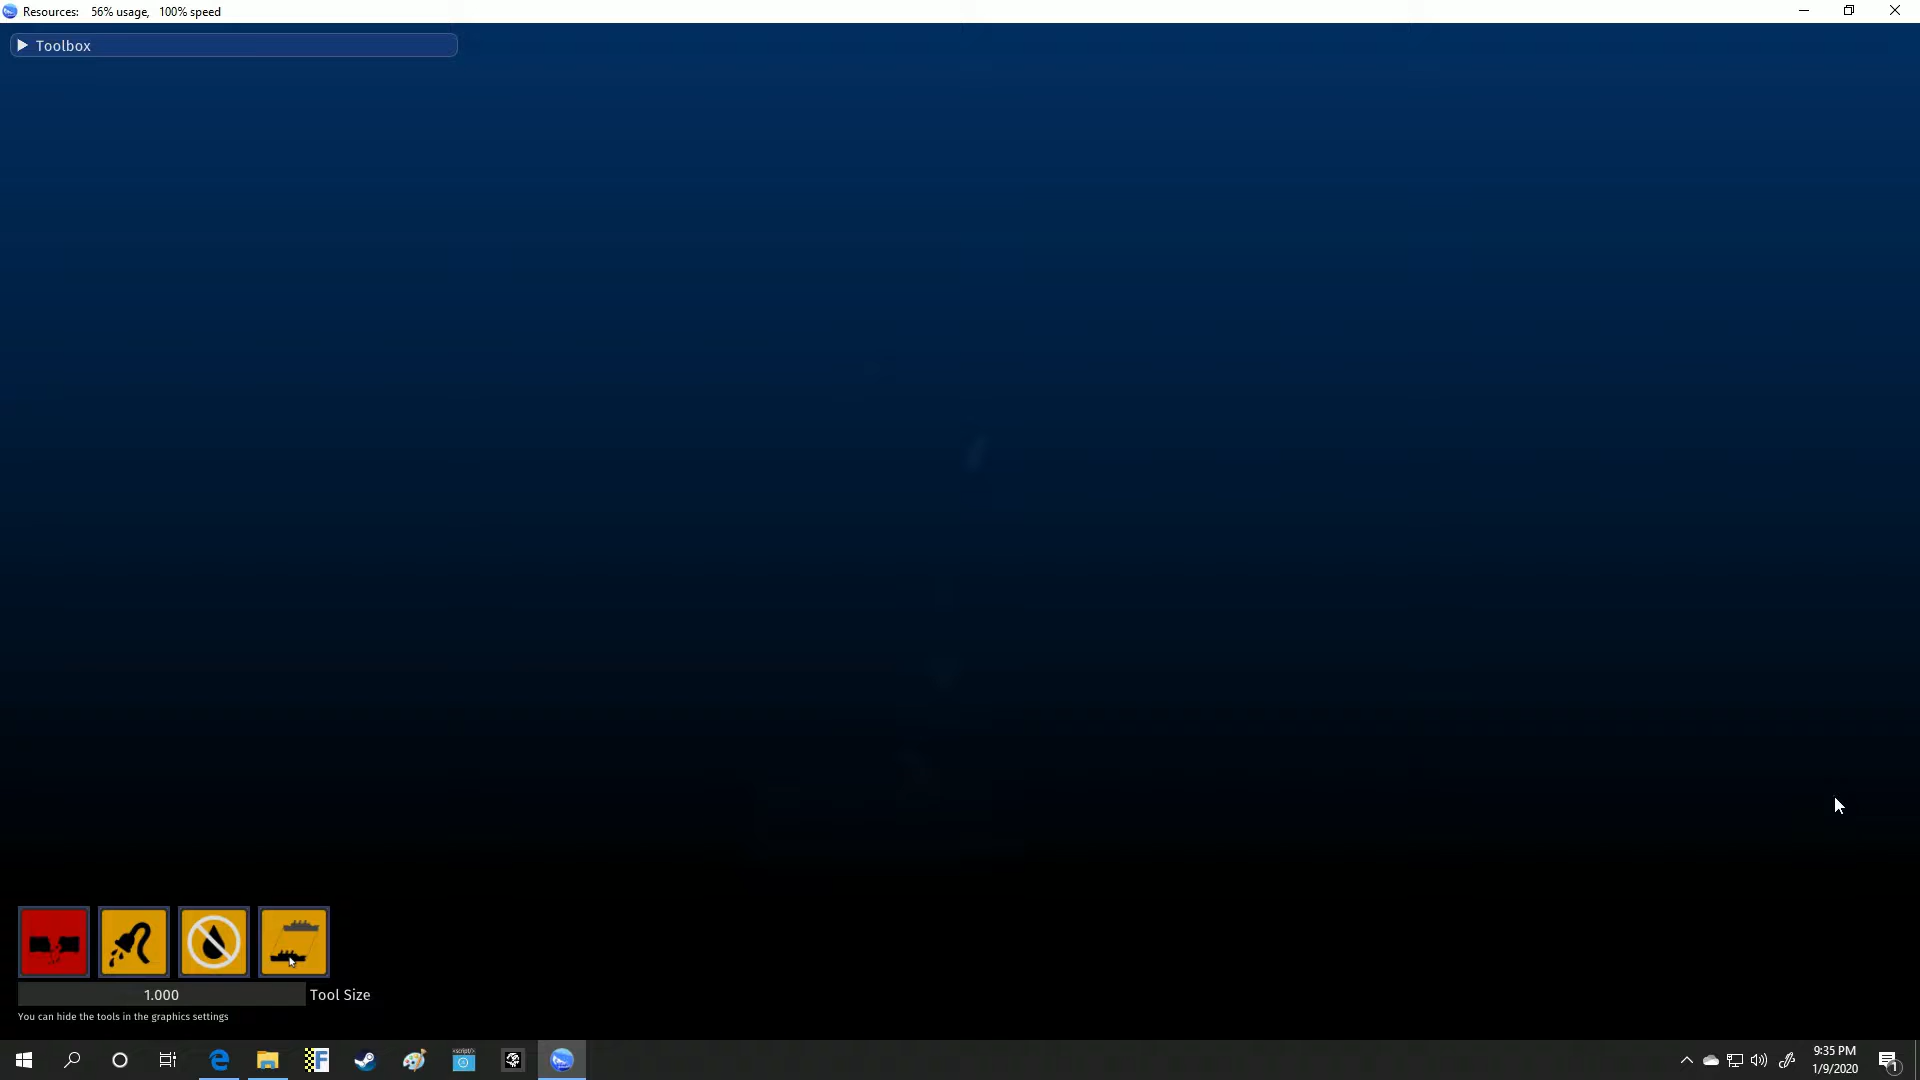 Resources: 56% usage, 100% speed
Toolbox
1.000 Tool Size
You can hide the tools in the graphics settings
9:35 PM
1/9/2020